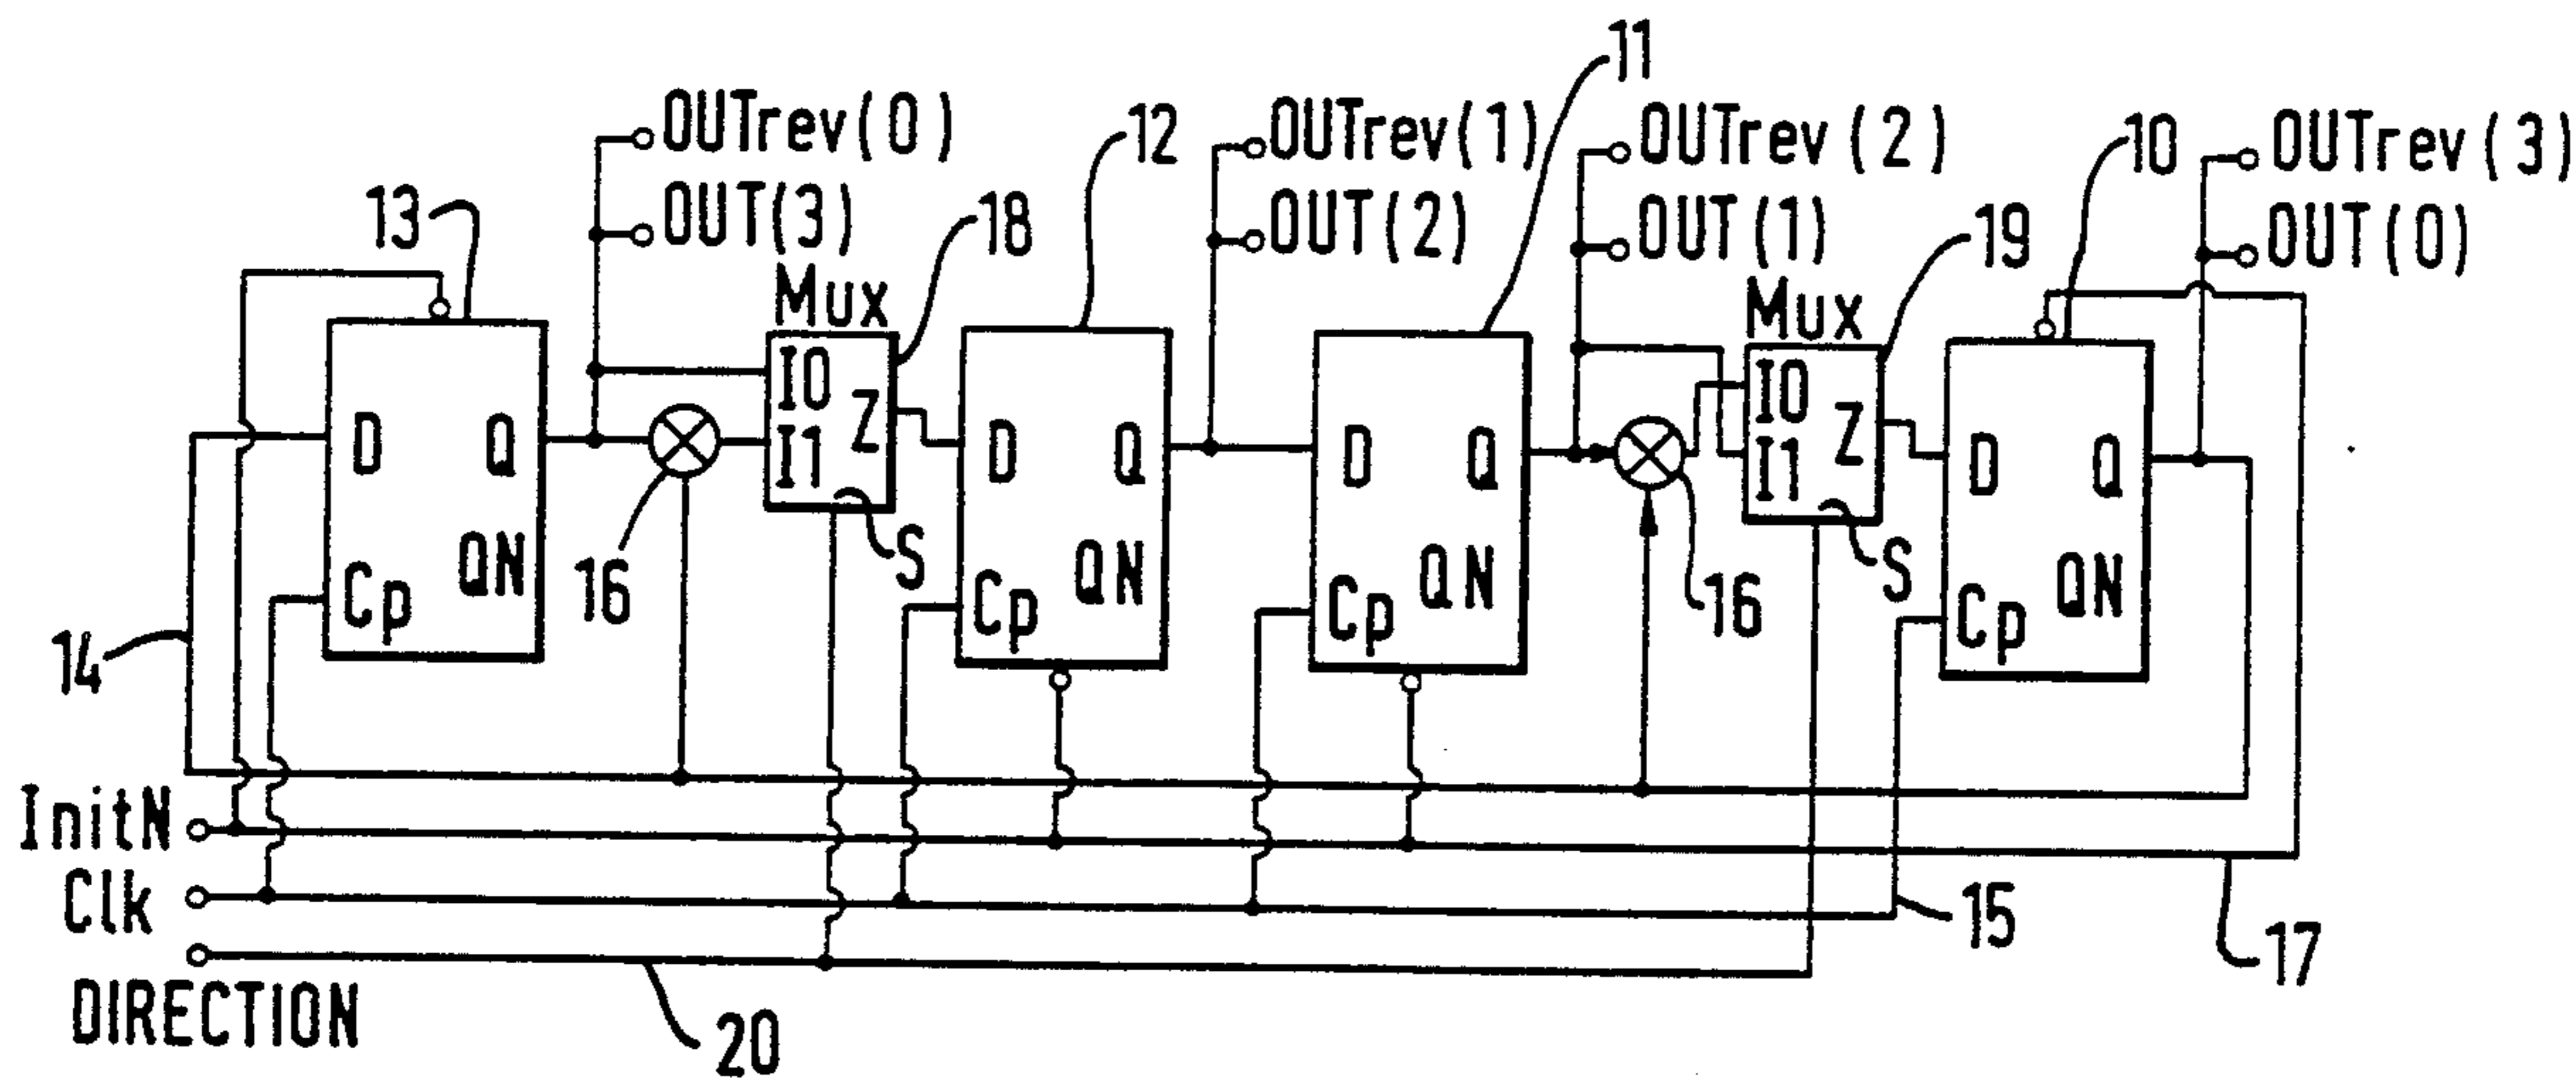 11
OUTrev(0)
12
OUTrev(1)
OUTrev(2)
10
OUTrev(3)
13
OUT(3)
18
OUT(2)
OUT(1)
19
OUT(0)
Mux
Mux
I0
I1
Z
S
I0
I1
Z
S
D
Q
Cp
QN
16
D
Q
Cp
QN
D
Q
Cp
QN
16
D
Q
Cp
QN
14
InitN
Clk
15
17
DIRECTION
20